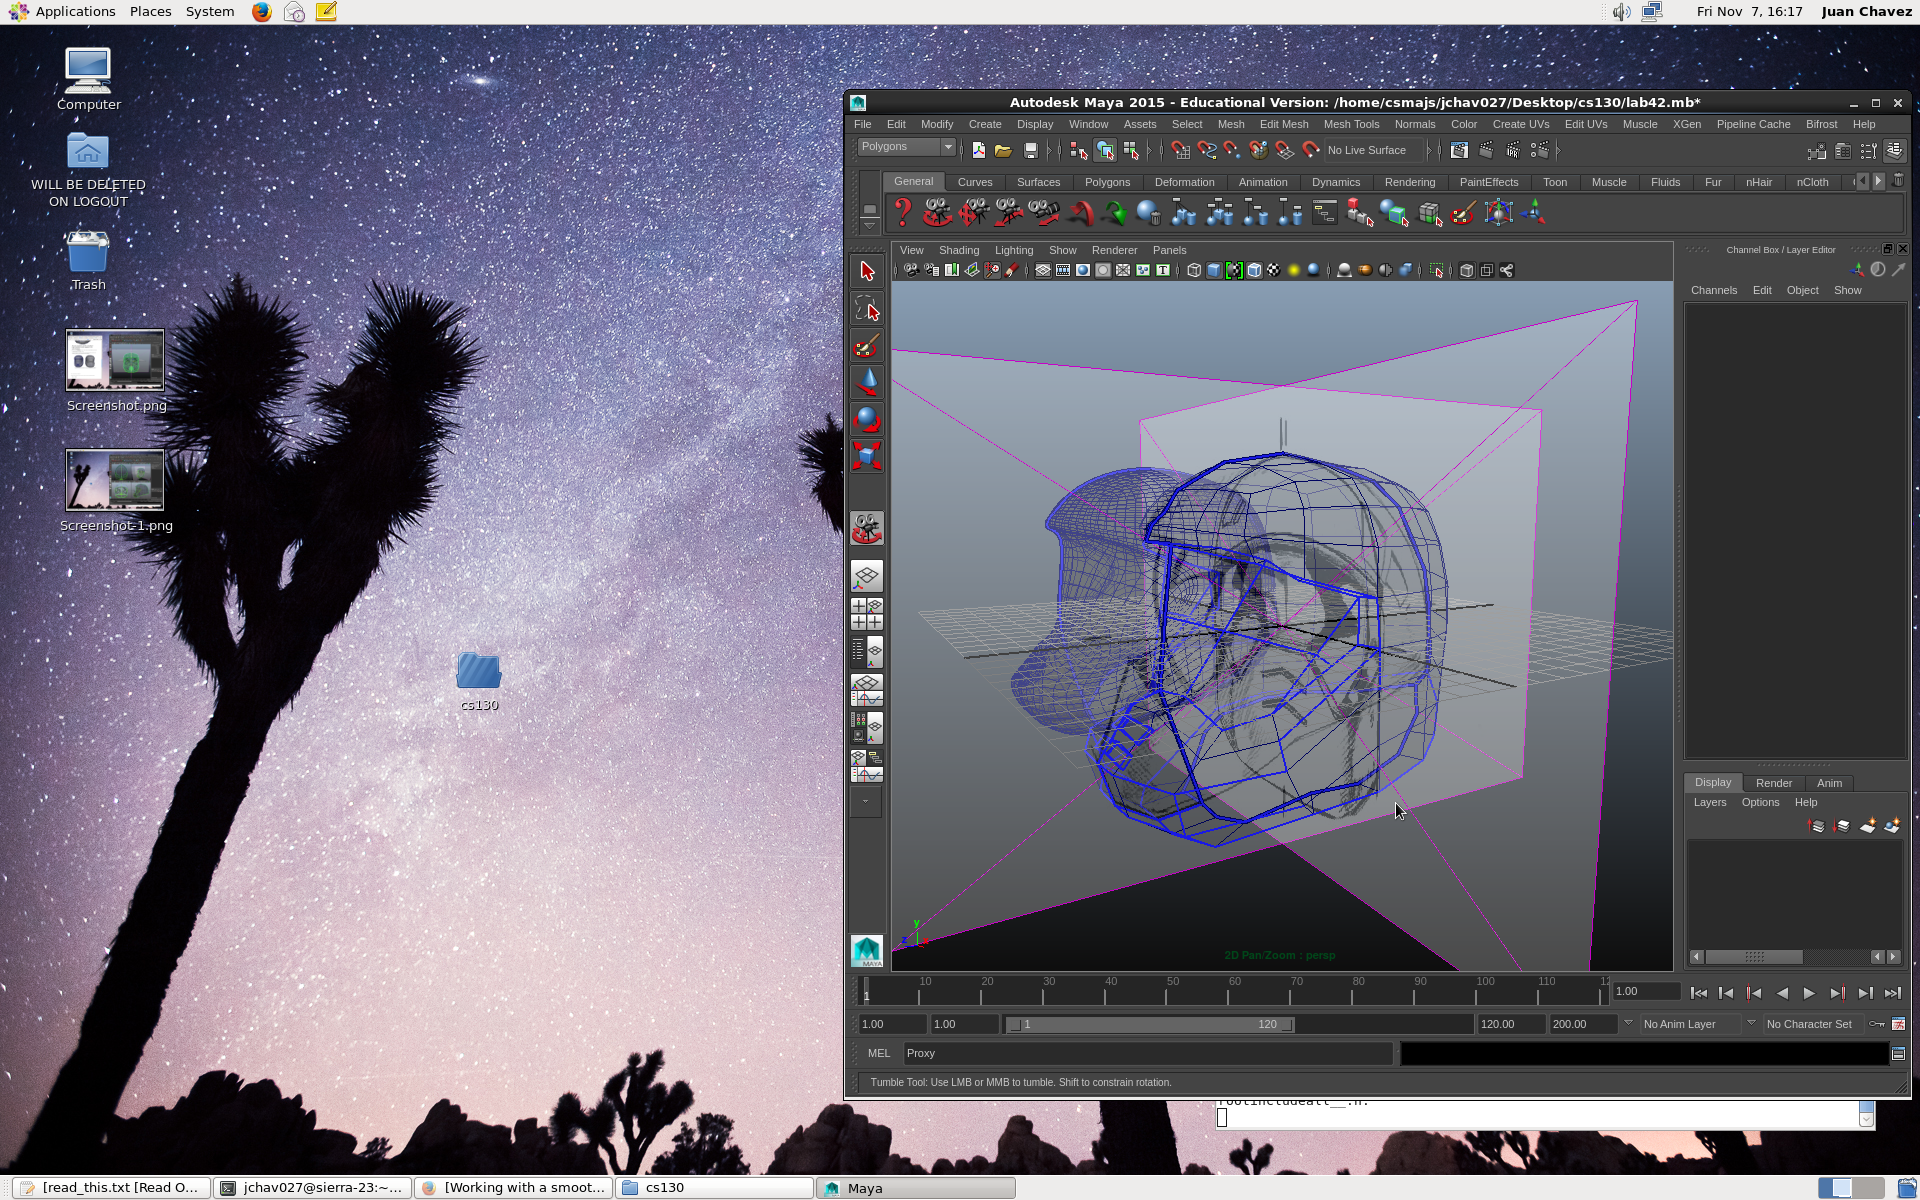 Applications Places System
Fri Nov 7, 16:17 Juan Chavez
Computer
WILL BE DELETED
ON LOGOUT
Trash
Screenshot.png
Screenshot-1.png
cs130
Autodesk Maya 2015 - Educational Version: /home/csmajs/jchav027/Desktop/cs130/lab42.mb*
File Edit Modify Create Display Window Assets Select Mesh Edit Mesh Mesh Tools Normals Color Create UVs Edit UVs Muscle XGen Pipeline Cache Bifrost Help
Polygons
No Live Surface
General Curves Surfaces Polygons Deformation Animation Dynamics Rendering PaintEffects Toon Muscle Fluids Fur nHair nCloth
View Shading Lighting Show Renderer Panels
Channel Box / Layer Editor
Channels Edit Object Show
Display Render Anim
Layers Options Help
y
z x
2D Pan/Zoom : persp
MAYA
1 10 20 30 40 50 60 70 80 90 100 110 12
1.00
1.00 1.00 1 120 120.00 200.00 No Anim Layer No Character Set
MEL Proxy
Tumble Tool: Use LMB or MMB to tumble. Shift to constrain rotation.
[read_this.txt [Read O... jchav027@sierra-23:~... [Working with a smoot... cs130 Maya